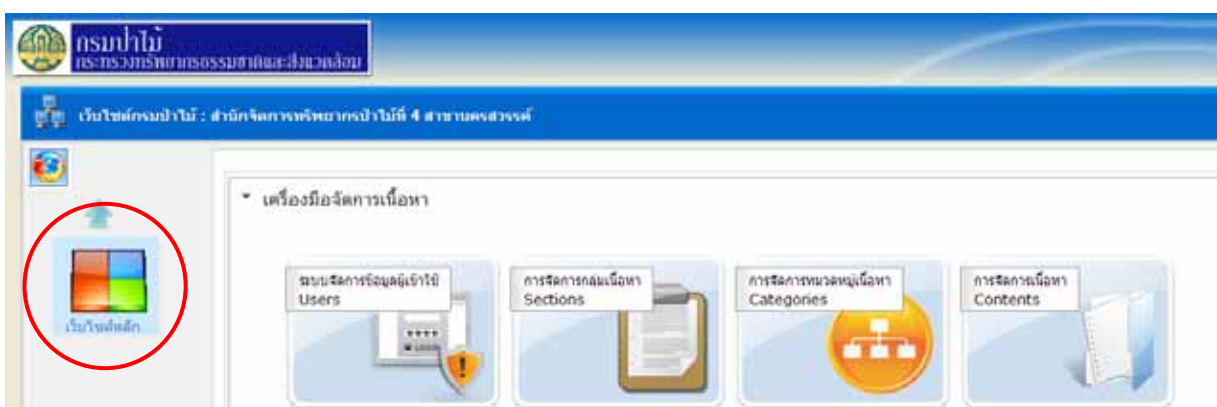 กรมป่าไม้
กระทรวงทรัพยากรธรรมชาติและสิ่งแวดล้อม
เว็บไซต์กรมป่าไม้ : สำนักจัดการทรัพยากรป่าไม้ที่ 4 สาขานครสวรรค์
เครื่องมือจัดการเนื้อหา
ระบบจัดการข้อมูลผู้เข้าใช้
Users
การจัดการกลุ่มเนื้อหา
Sections
การจัดการหมวดหมู่เนื้อหา
Categories
การจัดการเนื้อหา
Contents
เว็บไซต์หลัก